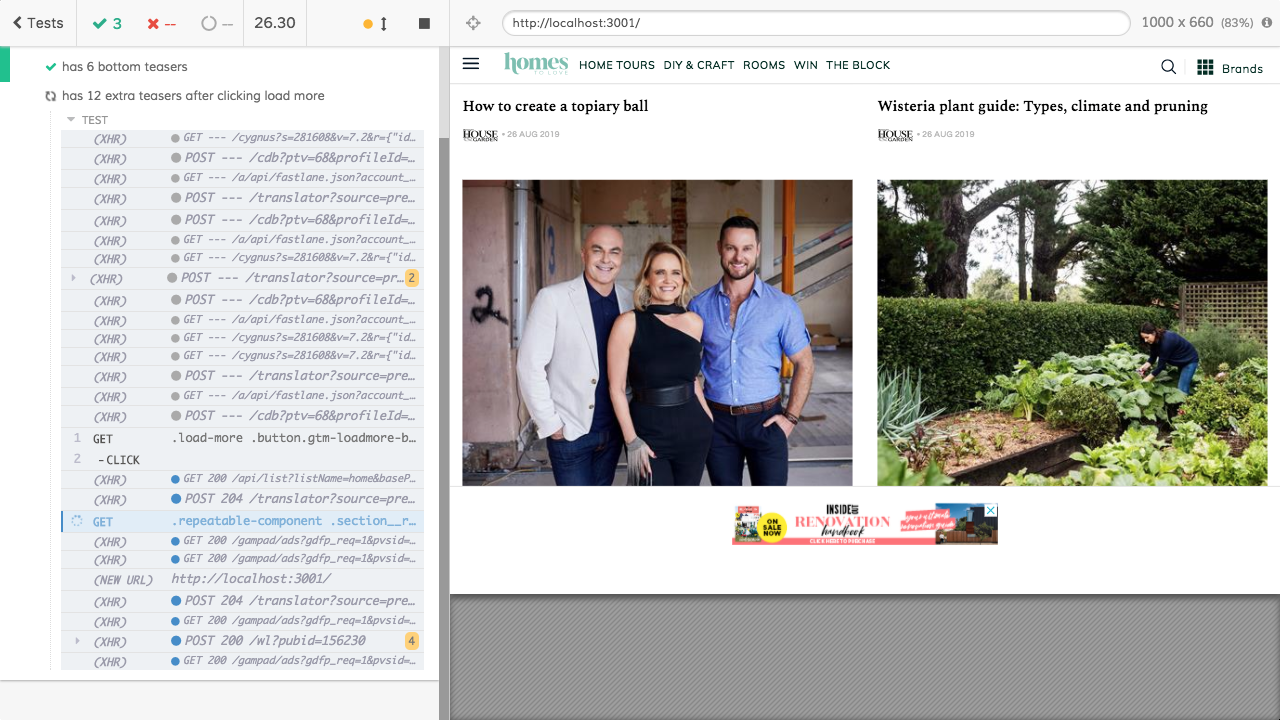 Tests
3
--
--
26.30
http://localhost:3001/
1000 x 660 (83%)
has 6 bottom teasers
has 12 extra teasers after clicking load more
TEST
(XHR) GET --- /cygnus?s=281608&v=7.2&r={"id…
(XHR) POST --- /cdb?ptv=68&profileId=…
(XHR) GET --- /a/api/fastlane.json?account_…
(XHR) POST --- /translator?source=pre…
(XHR) POST --- /cdb?ptv=68&profileId=…
(XHR) GET --- /a/api/fastlane.json?account_…
(XHR) GET --- /cygnus?s=281608&v=7.2&r={"id…
(XHR) POST --- /translator?source=pr… 2
(XHR) POST --- /cdb?ptv=68&profileId=…
(XHR) GET --- /a/api/fastlane.json?account_…
(XHR) GET --- /cygnus?s=281608&v=7.2&r={"id…
(XHR) GET --- /cygnus?s=281608&v=7.2&r={"id…
(XHR) POST --- /translator?source=pre…
(XHR) GET --- /a/api/fastlane.json?account_…
(XHR) POST --- /cdb?ptv=68&profileId=…
1 GET .load-more .button.gtm-loadmore-b…
2 -CLICK
(XHR) GET 200 /api/list?listName=home&baseP…
(XHR) POST 204 /translator?source=pre…
GET .repeatable-component .section__r…
(XHR) GET 200 /gampad/ads?gdfp_req=1&pvsid=…
(XHR) GET 200 /gampad/ads?gdfp_req=1&pvsid=…
(NEW URL) http://localhost:3001/
(XHR) POST 204 /translator?source=pre…
(XHR) GET 200 /gampad/ads?gdfp_req=1&pvsid=…
(XHR) POST 200 /wl?pubid=156230 4
(XHR) GET 200 /gampad/ads?gdfp_req=1&pvsid=…
homes
TO LOVE
HOME TOURS DIY & CRAFT ROOMS WIN THE BLOCK
Brands
How to create a topiary ball
HOUSE
GARDEN
• 26 AUG 2019
Wisteria plant guide: Types, climate and pruning
HOUSE
GARDEN
• 26 AUG 2019
2
ON SALE NOW
INSIDE OUT
RENOVATION
handbook
CLICK HERE TO PURCHASE
your ultimate
renovation guide